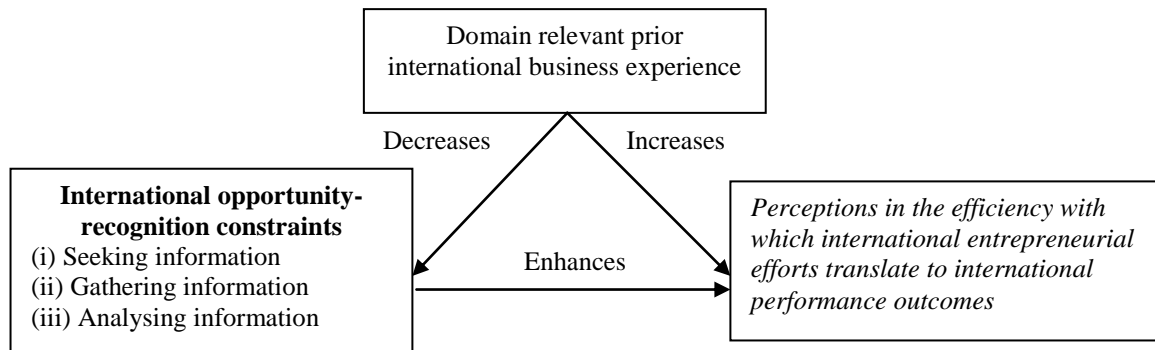 Domain relevant prior
international business experience
Decreases
Increases
International opportunity-
recognition constraints
(i) Seeking information
(ii) Gathering information
(iii) Analysing information
Enhances
Perceptions in the efficiency with
which international entrepreneurial
efforts translate to international
performance outcomes